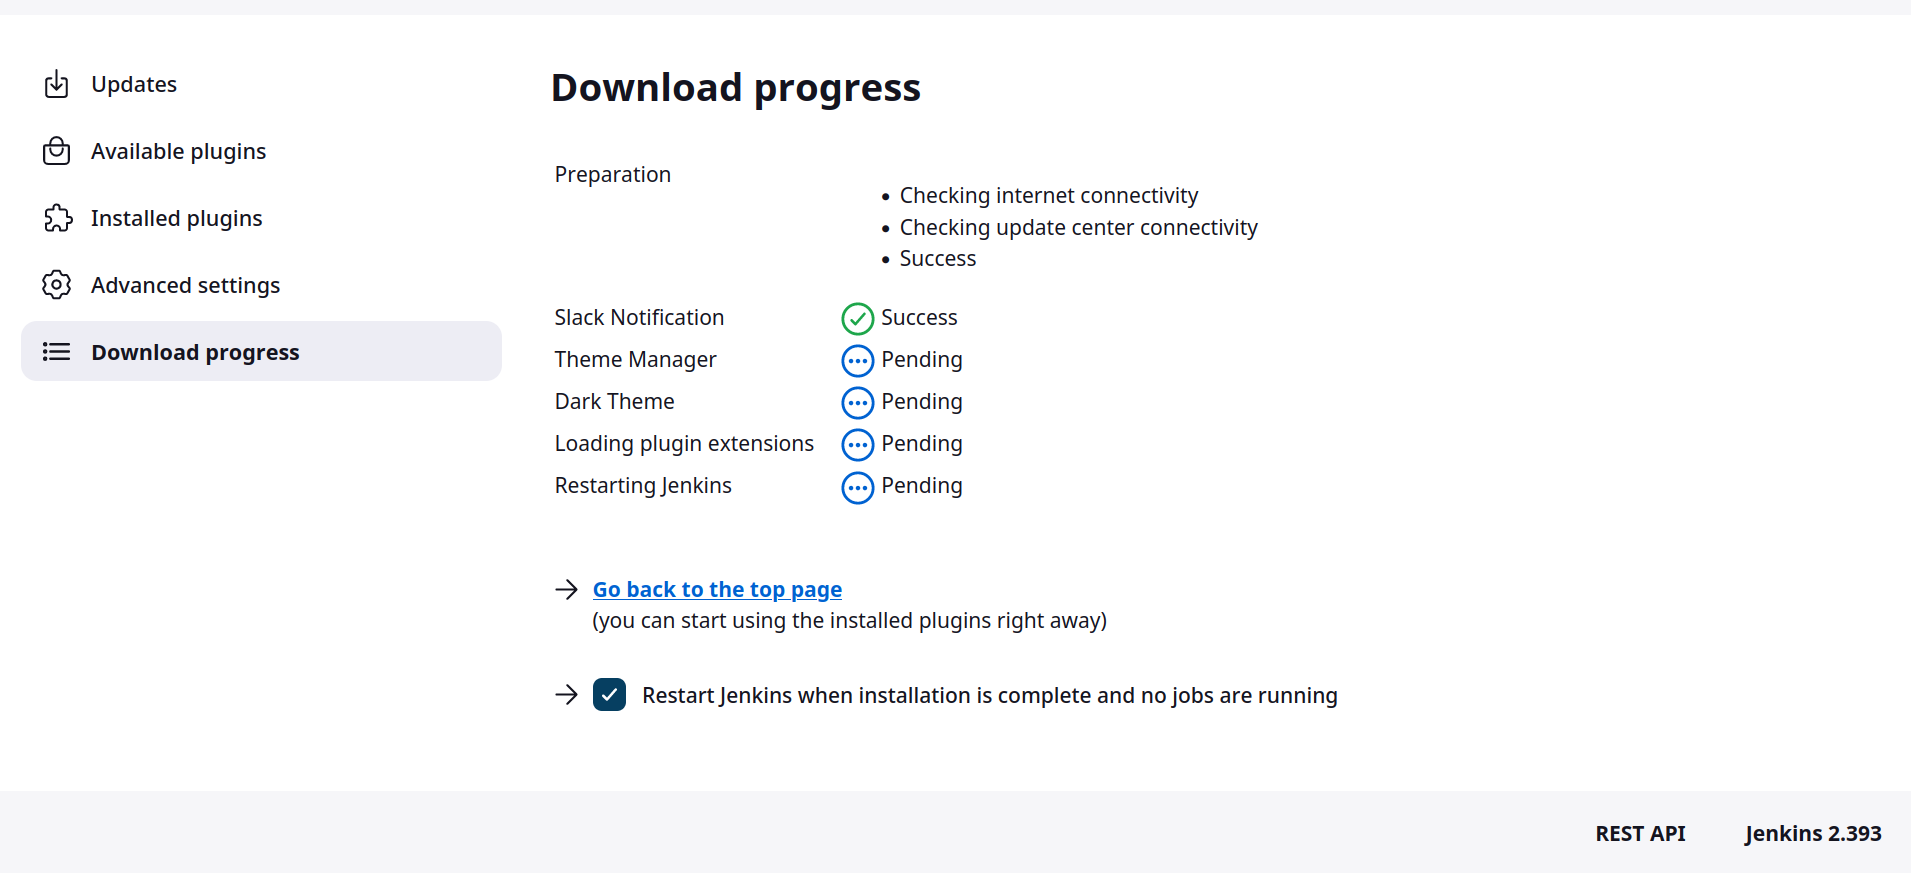 Updates
Available plugins
Installed plugins
Advanced settings
Download progress
Download progress
Preparation
• Checking internet connectivity
• Checking update center connectivity
• Success
Slack Notification Success
Theme Manager Pending
Dark Theme Pending
Loading plugin extensions Pending
Restarting Jenkins Pending
→ Go back to the top page
(you can start using the installed plugins right away)
→ Restart Jenkins when installation is complete and no jobs are running
REST API Jenkins 2.393